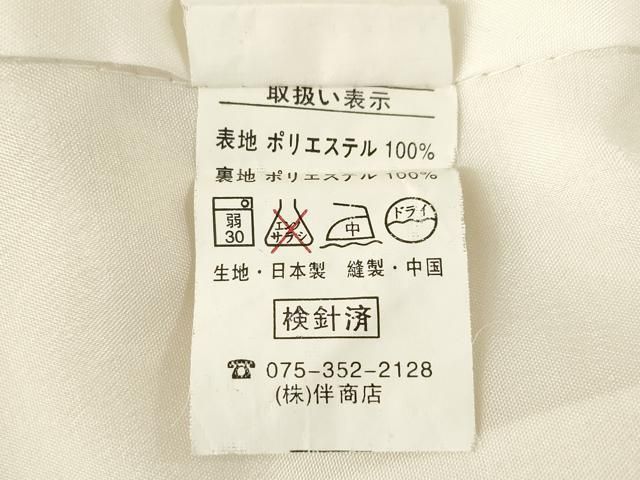 取扱い表示
表地 ポリエステル 100%
裏地 ポリエステル 100%
弱 30 エンソ サラシ 中 ドライ
生地・日本製 縫製・中国
検針済
☎ 075-352-2128
(株)伴商店